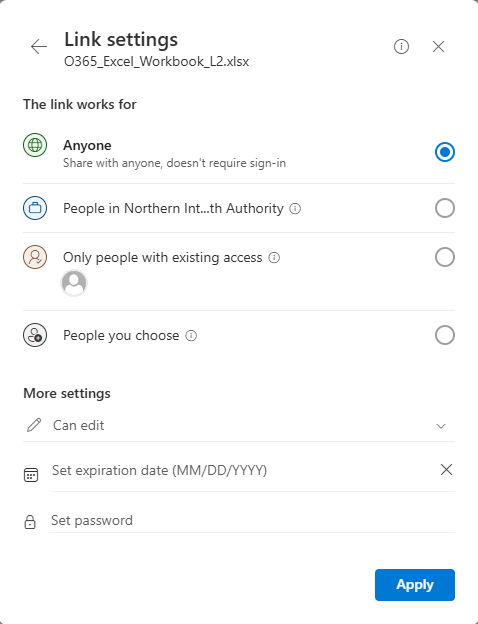 Link settings
O365_Excel_Workbook_L2.xlsx
The link works for
Anyone
Share with anyone, doesn't require sign-in
People in Northern Int...th Authority
Only people with existing access
People you choose
More settings
Can edit
Set expiration date (MM/DD/YYYY)
Set password
Apply